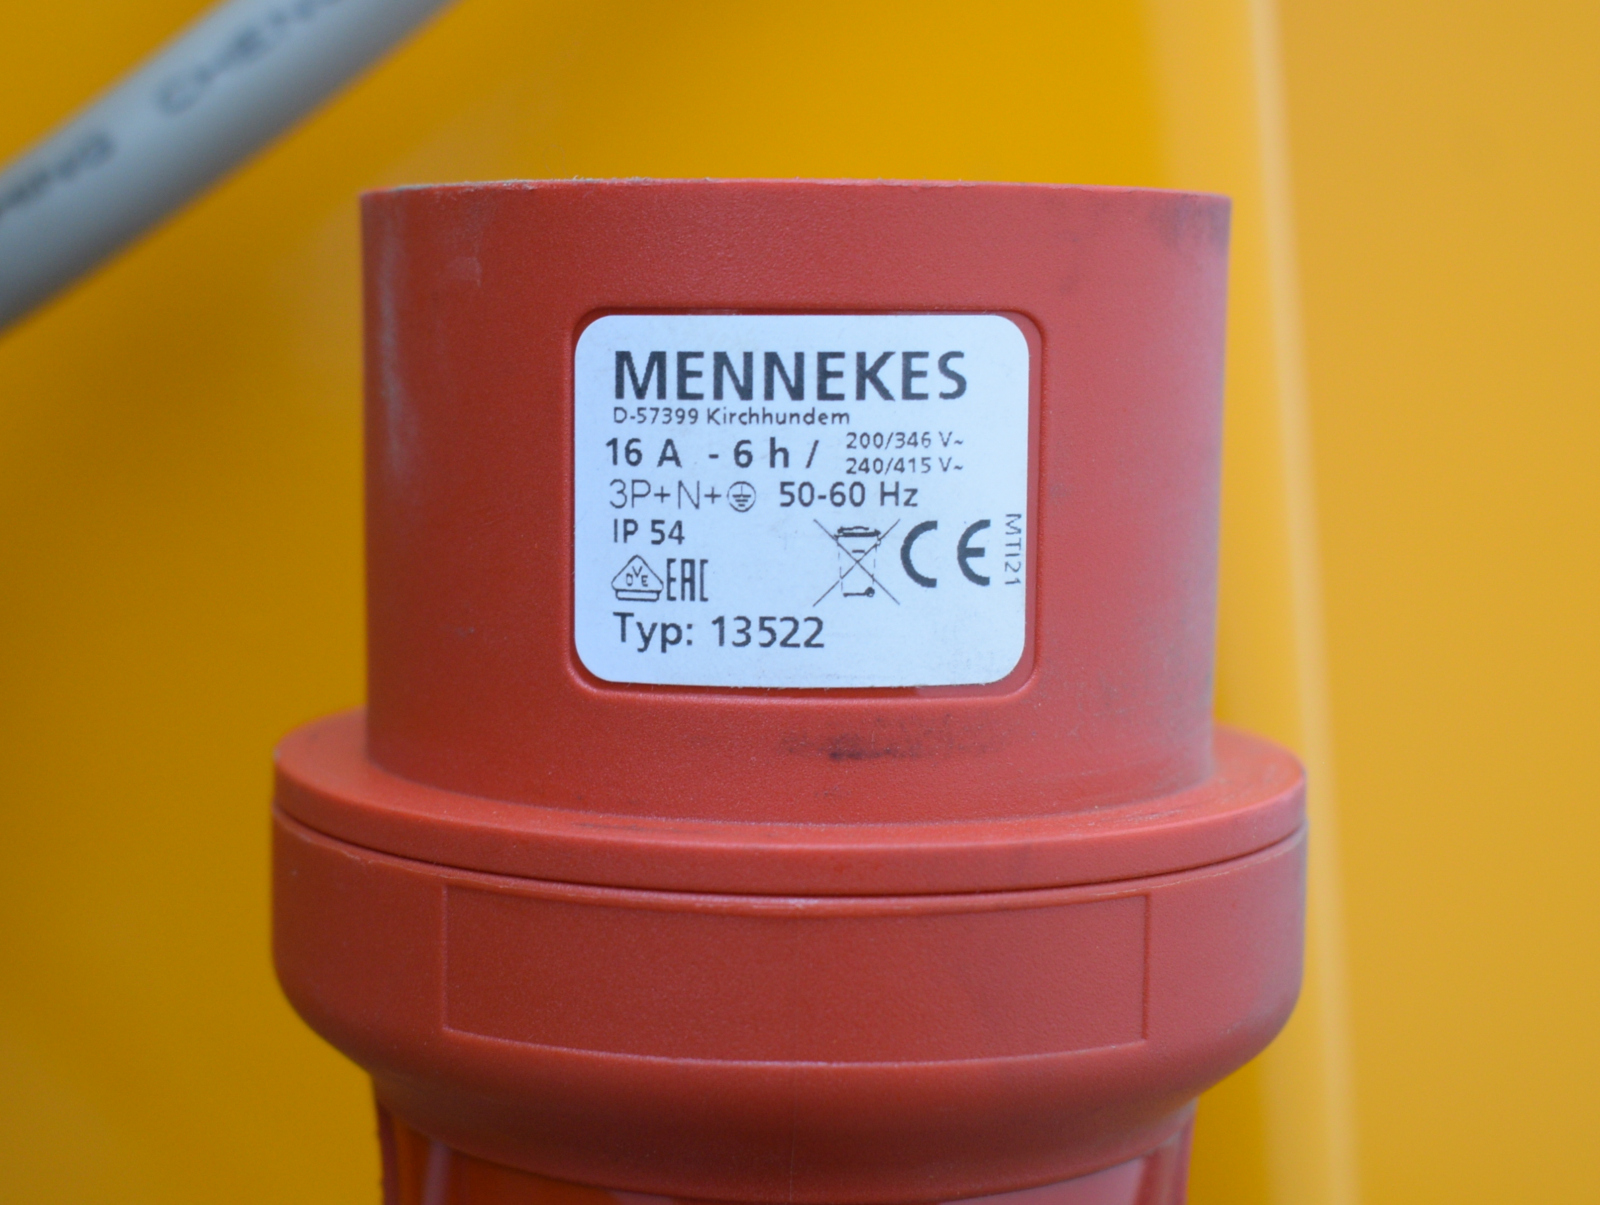 MENNEKES
D-57399 Kirchhundem
16 A - 6 h / 200/346 V~
240/415 V~
3P+N+ 50-60 Hz
IP 54
DVE EAC
CE
MTI21
Typ: 13522